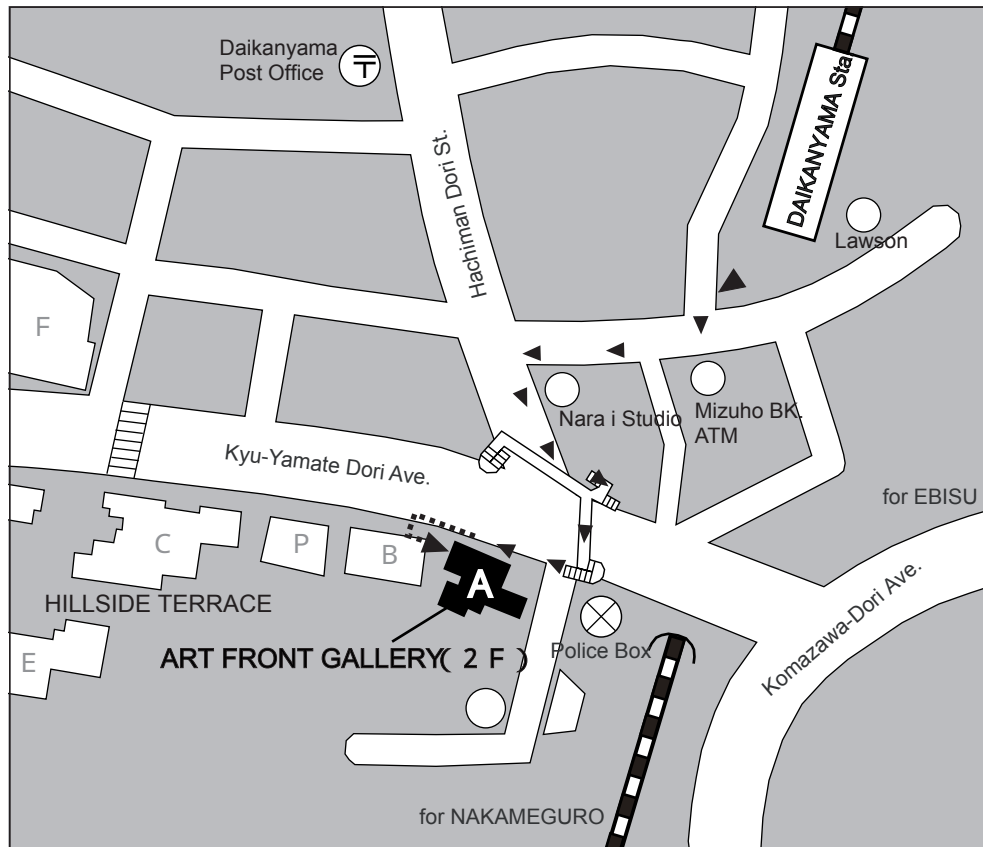 Daikanyama
Post Office
〒
DAIKANYAMA Sta
Hachiman Dori St.
Lawson
F
Nara i Studio
Mizuho BK.
ATM
Kyu-Yamate Dori Ave.
for EBISU
C
P
B
A
HILLSIDE TERRACE
E
ART FRONT GALLERY( 2 F )
Police Box
Komazawa-Dori Ave.
for NAKAMEGURO